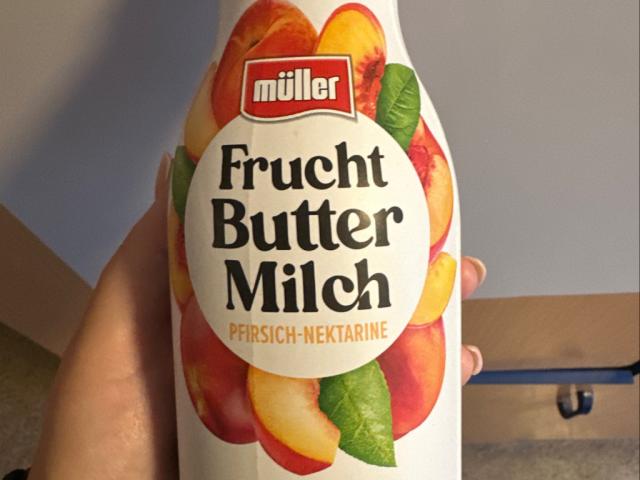 müller
Frucht
Butter
Milch
PFIRSICH-NEKTARINE